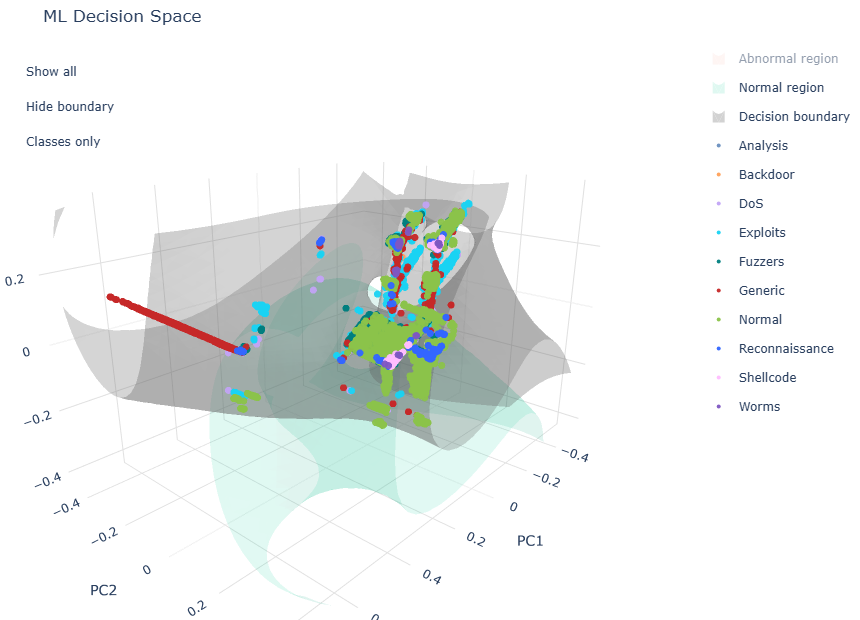 ML Decision Space
Show all
Hide boundary
Classes only
Abnormal region
Normal region
Decision boundary
Analysis
Backdoor
DoS
Exploits
Fuzzers
Generic
Normal
Reconnaissance
Shellcode
Worms
0.2
0
−0.2
−0.4
−0.4
−0.2
0
0.2
PC2
−0.4
−0.2
0
0.2
0.4
PC1